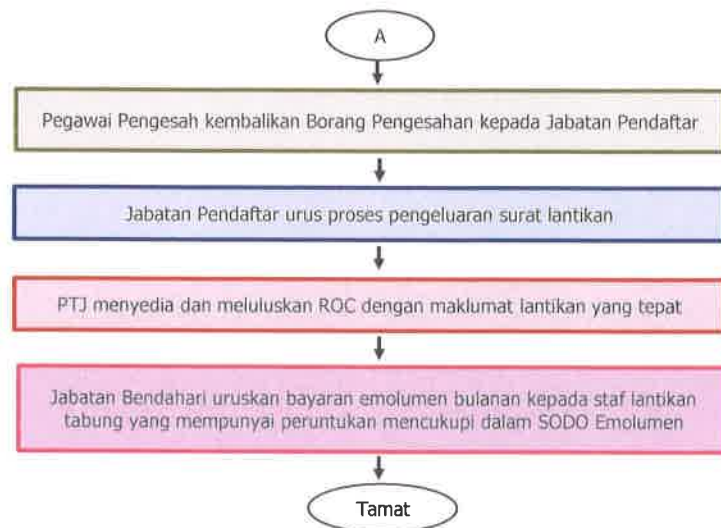 A
Pegawai Pengesah kembalikan Borang Pengesahan kepada Jabatan Pendaftar
Jabatan Pendaftar urus proses pengeluaran surat lantikan
PTJ menyedia dan meluluskan ROC dengan maklumat lantikan yang tepat
Jabatan Bendahari uruskan bayaran emolumen bulanan kepada staf lantikan
tabung yang mempunyai peruntukan mencukupi dalam SODO Emolumen
Tamat